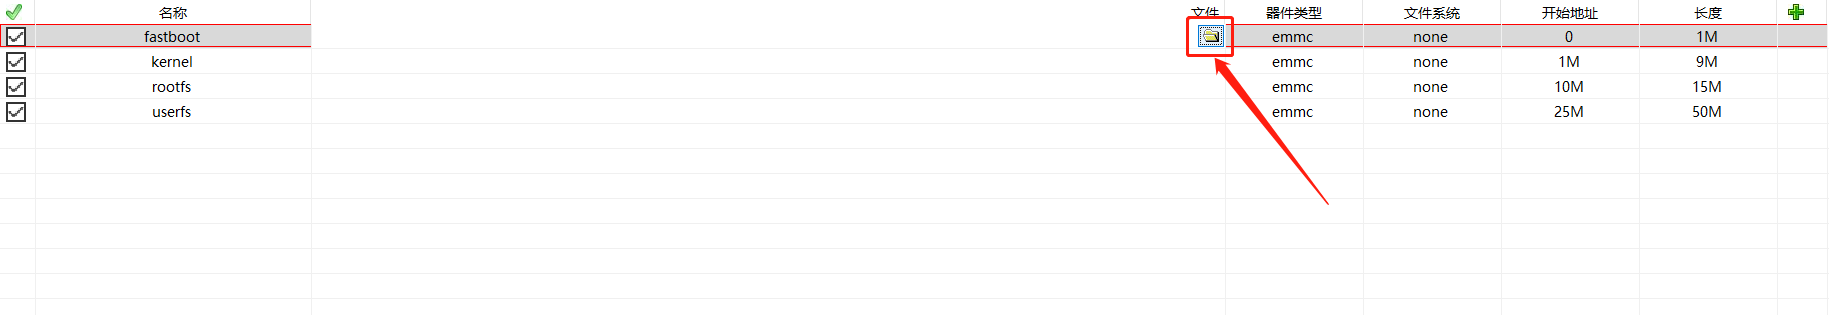 名称 文件 器件类型 文件系统 开始地址 长度
fastboot emmc none 0 1M
kernel emmc none 1M 9M
rootfs emmc none 10M 15M
userfs emmc none 25M 50M